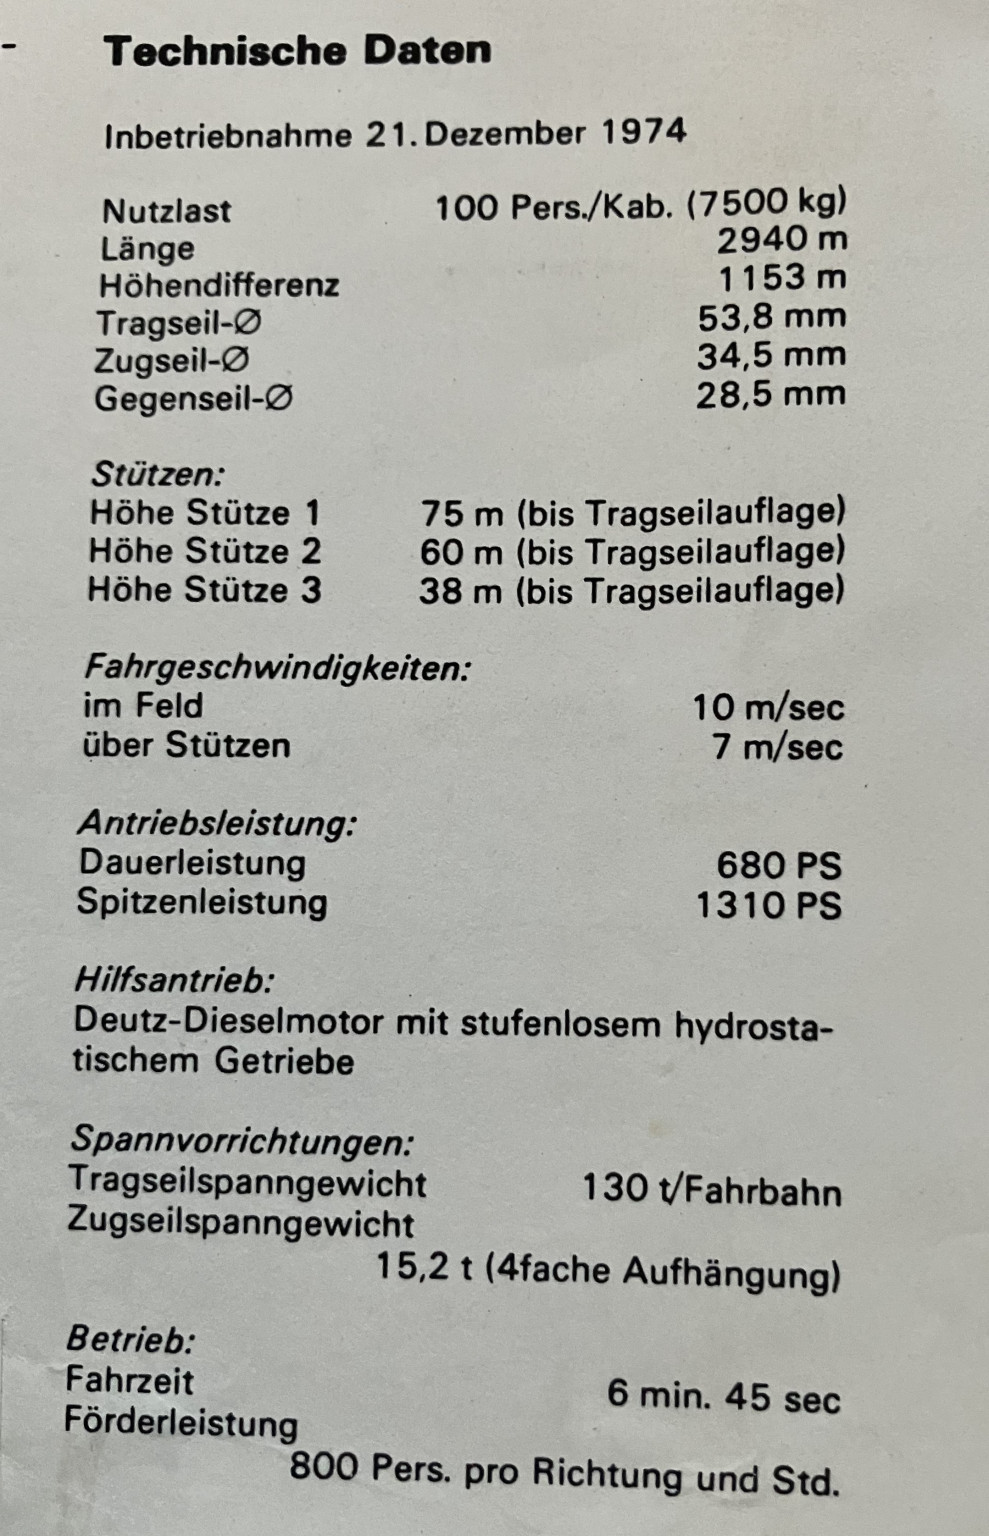 -
Technische Daten
Inbetriebnahme 21. Dezember 1974
Nutzlast 100 Pers./Kab. (7500 kg)
Länge 2940 m
Höhendifferenz 1153 m
Tragseil-Ø 53,8 mm
Zugseil-Ø 34,5 mm
Gegenseil-Ø 28,5 mm
Stützen:
Höhe Stütze 1 75 m (bis Tragseilauflage)
Höhe Stütze 2 60 m (bis Tragseilauflage)
Höhe Stütze 3 38 m (bis Tragseilauflage)
Fahrgeschwindigkeiten:
im Feld 10 m/sec
über Stützen 7 m/sec
Antriebsleistung:
Dauerleistung 680 PS
Spitzenleistung 1310 PS
Hilfsantrieb:
Deutz-Dieselmotor mit stufenlosem hydrosta-
tischem Getriebe
Spannvorrichtungen:
Tragseilspanngewicht 130 t/Fahrbahn
Zugseilspanngewicht
15,2 t (4fache Aufhängung)
Betrieb:
Fahrzeit 6 min. 45 sec
Förderleistung
800 Pers. pro Richtung und Std.